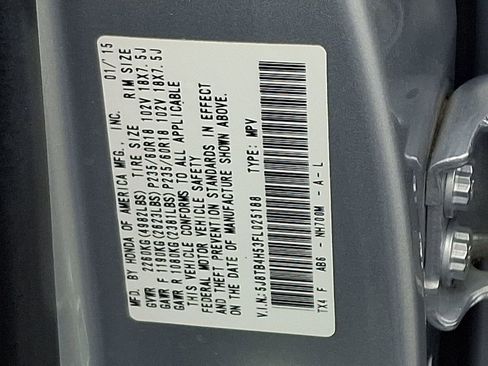 MFD. BY HONDA OF AMERICA MFG., INC. 01/'15
GVWR 2260KG(4982LBS) TIRE SIZE RIM SIZE
GAWR F 1190KG(2623LBS) P235/60R18 102V 18X7.5J
GAWR R 1080KG(2381LBS) P235/60R18 102V 18X7.5J
THIS VEHICLE CONFORMS TO ALL APPLICABLE
FEDERAL MOTOR VEHICLE SAFETY
AND THEFT PREVENTION STANDARDS IN EFFECT
ON THE DATE OF MANUFACTURE SHOWN ABOVE.
V.I.N.:5J8TB4H53FL025188 TYPE: MPV
TX4 F AB6 - NH700M - A - L